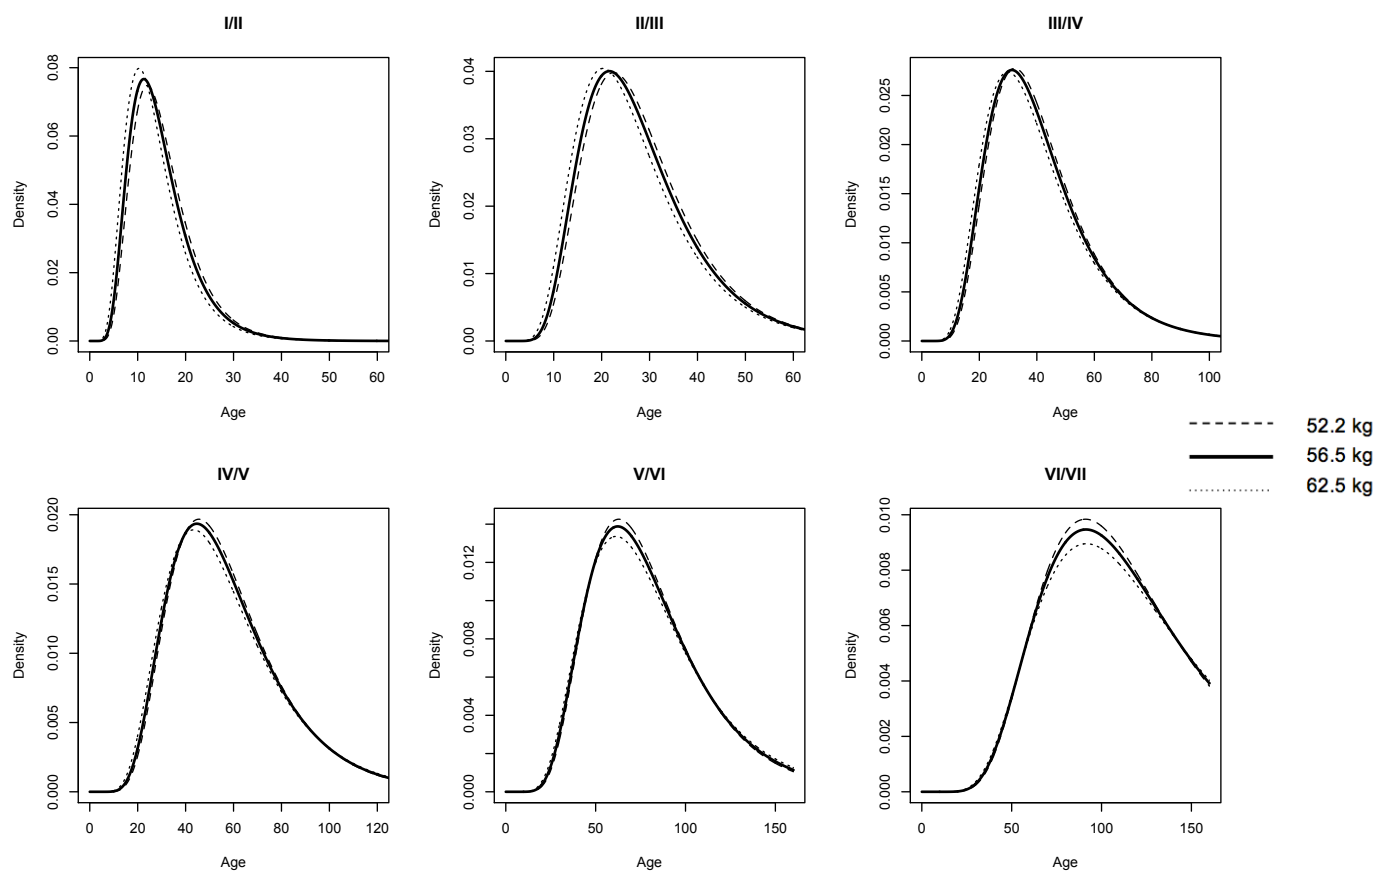 I/II
II/III
III/IV
0.00 0.02 0.04 0.06 0.08
Density
0 10 20 30 40 50 60
Age
0.00 0.01 0.02 0.03 0.04
Density
0 10 20 30 40 50 60
Age
0.000 0.005 0.010 0.015 0.020 0.025
Density
0 20 40 60 80 100
Age
52.2 kg
56.5 kg
62.5 kg
IV/V
V/VI
VI/VII
0.000 0.005 0.010 0.015 0.020
Density
0 20 40 60 80 100 120
Age
0.000 0.004 0.008 0.012
Density
0 50 100 150
Age
0.000 0.002 0.004 0.006 0.008 0.010
Density
0 50 100 150
Age